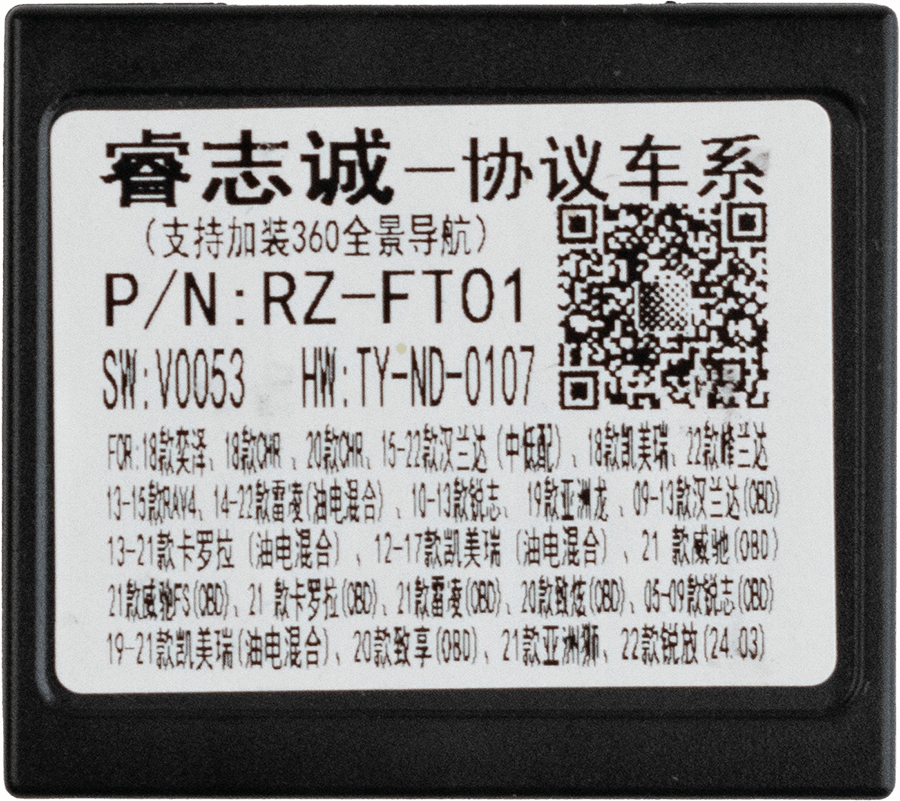 睿志诚一协议车系
(支持加装360全景导航)
P/N:RZ-FT01
SW:V0053 HW:TY-ND-0107
FOR:18款奕泽、18款CHR、20款CHR、15-22款汉兰达(中低配)、18款凯美瑞、22款峰兰达
13-15款RAV4、14-22款雷凌(油电混合)、10-13款锐志、19款亚洲龙、09-13款汉兰达(OBD)
13-21款卡罗拉(油电混合)、12-17款凯美瑞(油电混合)、21 款威驰(OBD)
21款威驰FS(OBD)、21 款卡罗拉(OBD)、21款雷凌(OBD)、20款致炫(OBD)、05-09款锐志(OBD)
19-21款凯美瑞(油电混合)、20款致享(OBD)、21款亚洲狮、22款锐放(24.03)